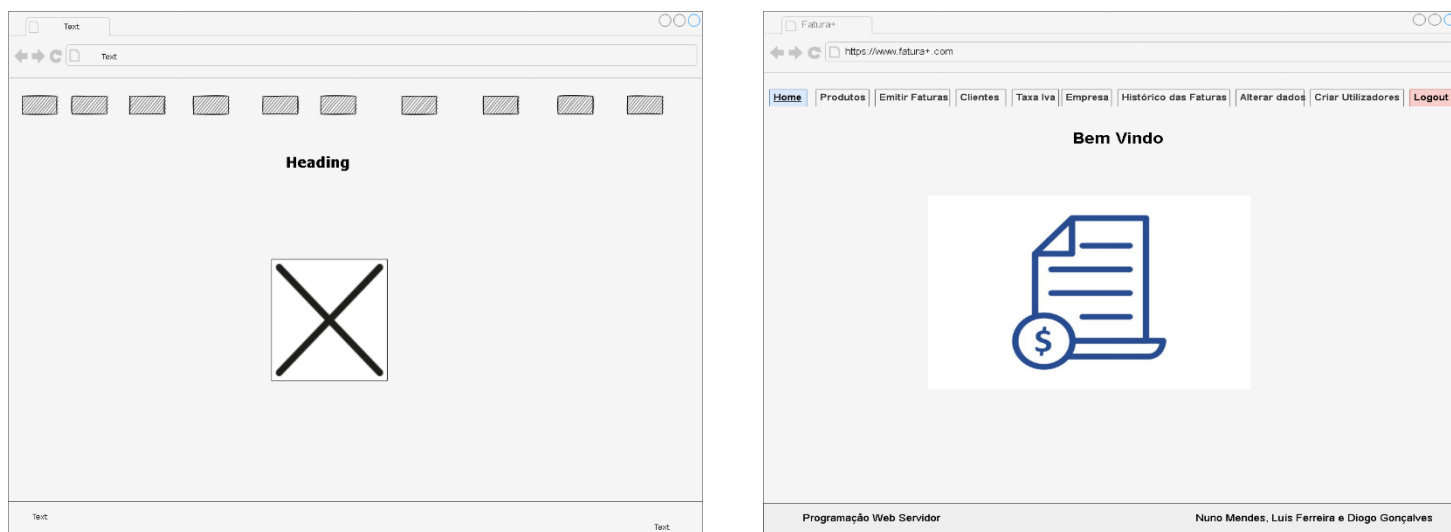 Text
Text
Heading
Text
Text
Fatura+
https://www.fatura+.com
Home Produtos Emitir Faturas Clientes Taxa Iva Empresa Histórico das Faturas Alterar dados Criar Utilizadores Logout
Bem Vindo
$
Programação Web Servidor
Nuno Mendes, Luis Ferreira e Diogo Gonçalves